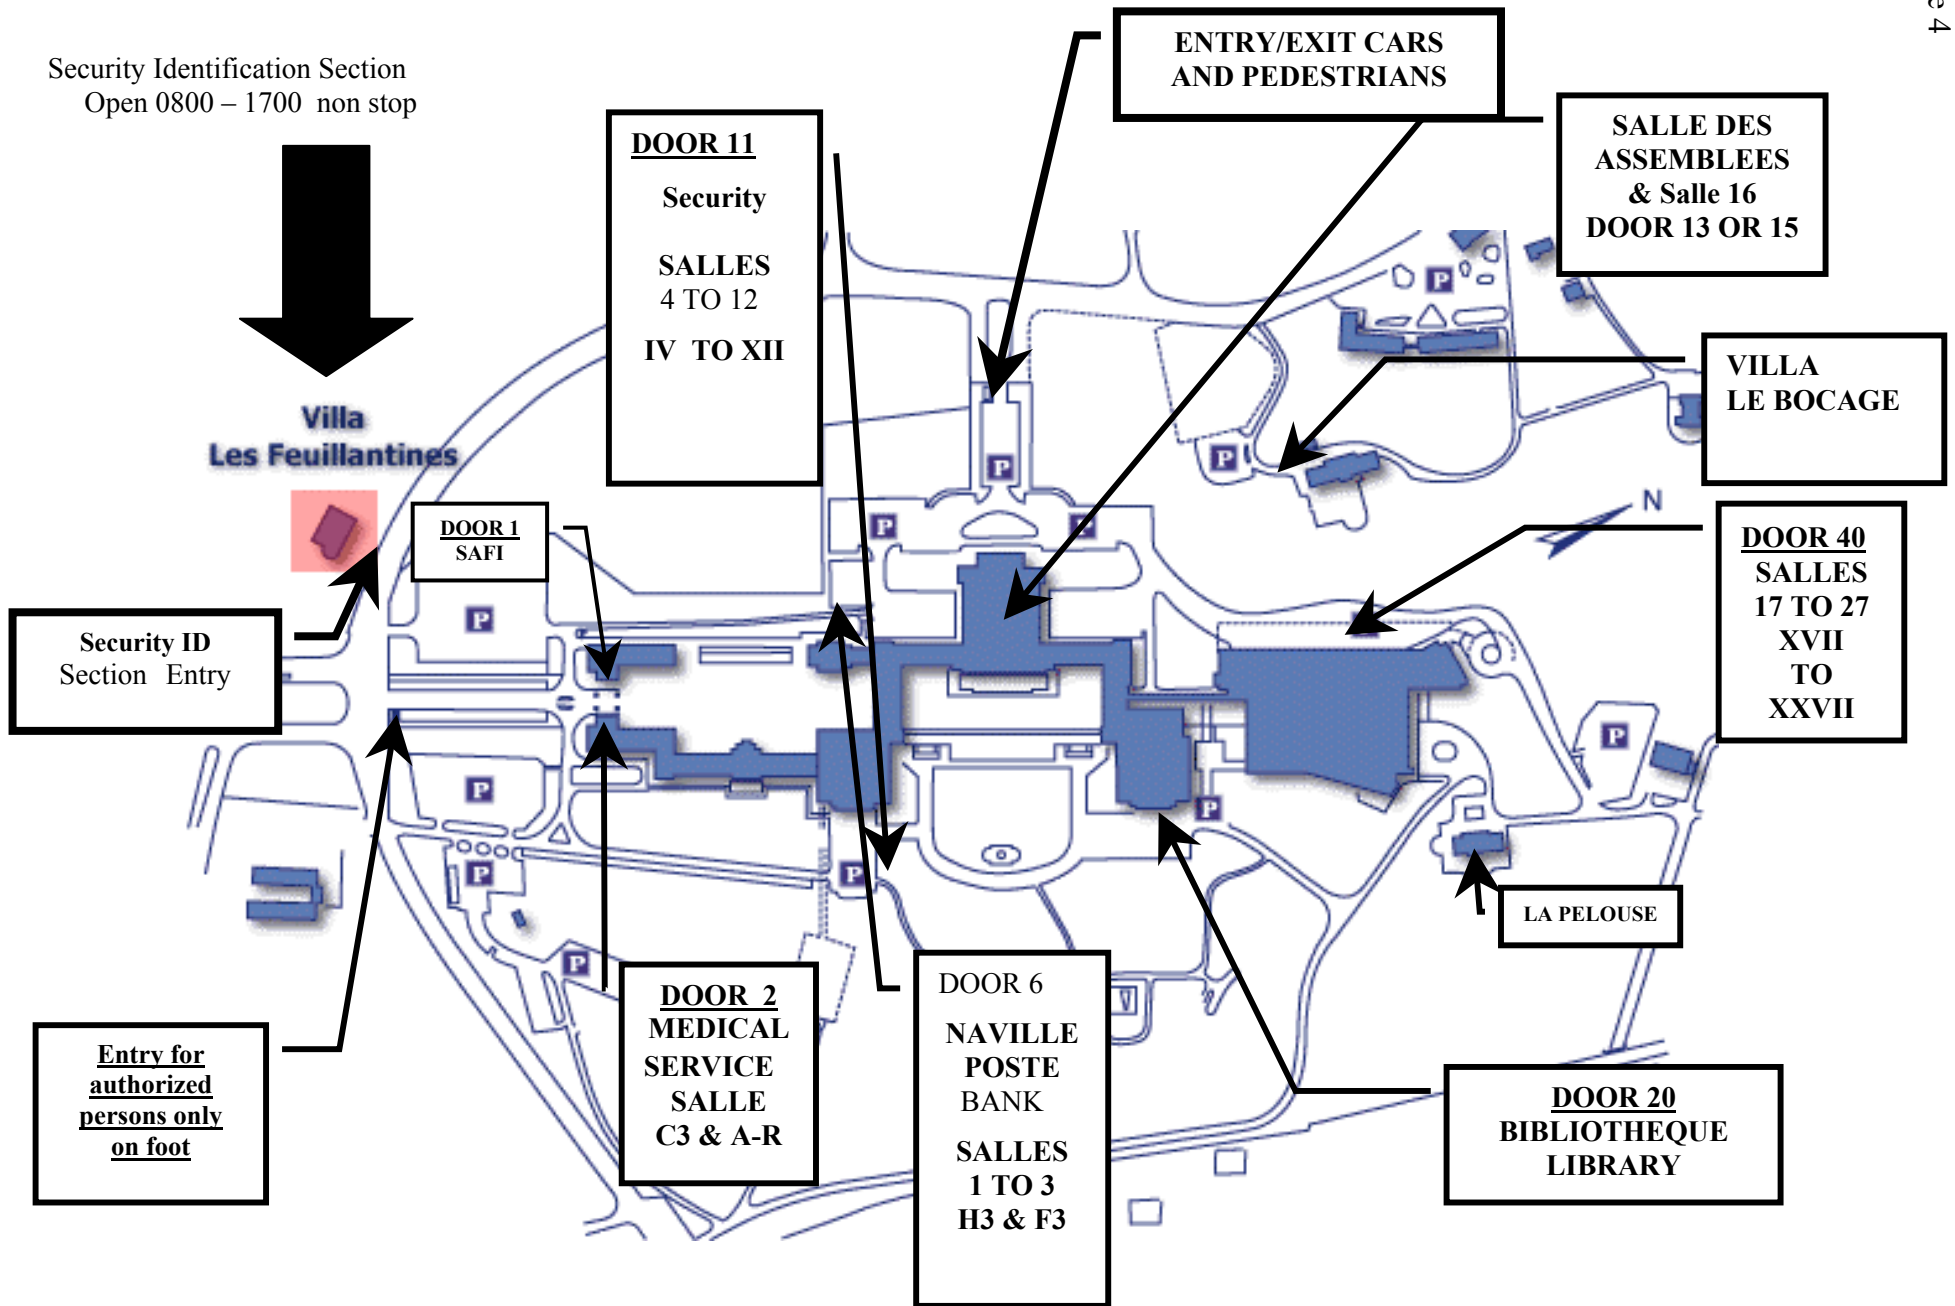 e 4
Security Identification Section
Open 0800 – 1700 non stop
ENTRY/EXIT CARS
AND PEDESTRIANS
DOOR 11
Security
SALLES
4 TO 12
IV TO XII
SALLE DES
ASSEMBLEES
& Salle 16
DOOR 13 OR 15
VILLA
LE BOCAGE
Villa
Les Feuillantines
DOOR 1
SAFI
N
DOOR 40
SALLES
17 TO 27
XVII
TO
XXVII
Security ID
Section Entry
P
P
P
P
P
P
P
P
P
P
P
P
P
LA PELOUSE
Entry for
authorized
persons only
on foot
DOOR 2
MEDICAL
SERVICE
SALLE
C3 & A-R
DOOR 6
NAVILLE
POSTE
BANK
SALLES
1 TO 3
H3 & F3
DOOR 20
BIBLIOTHEQUE
LIBRARY